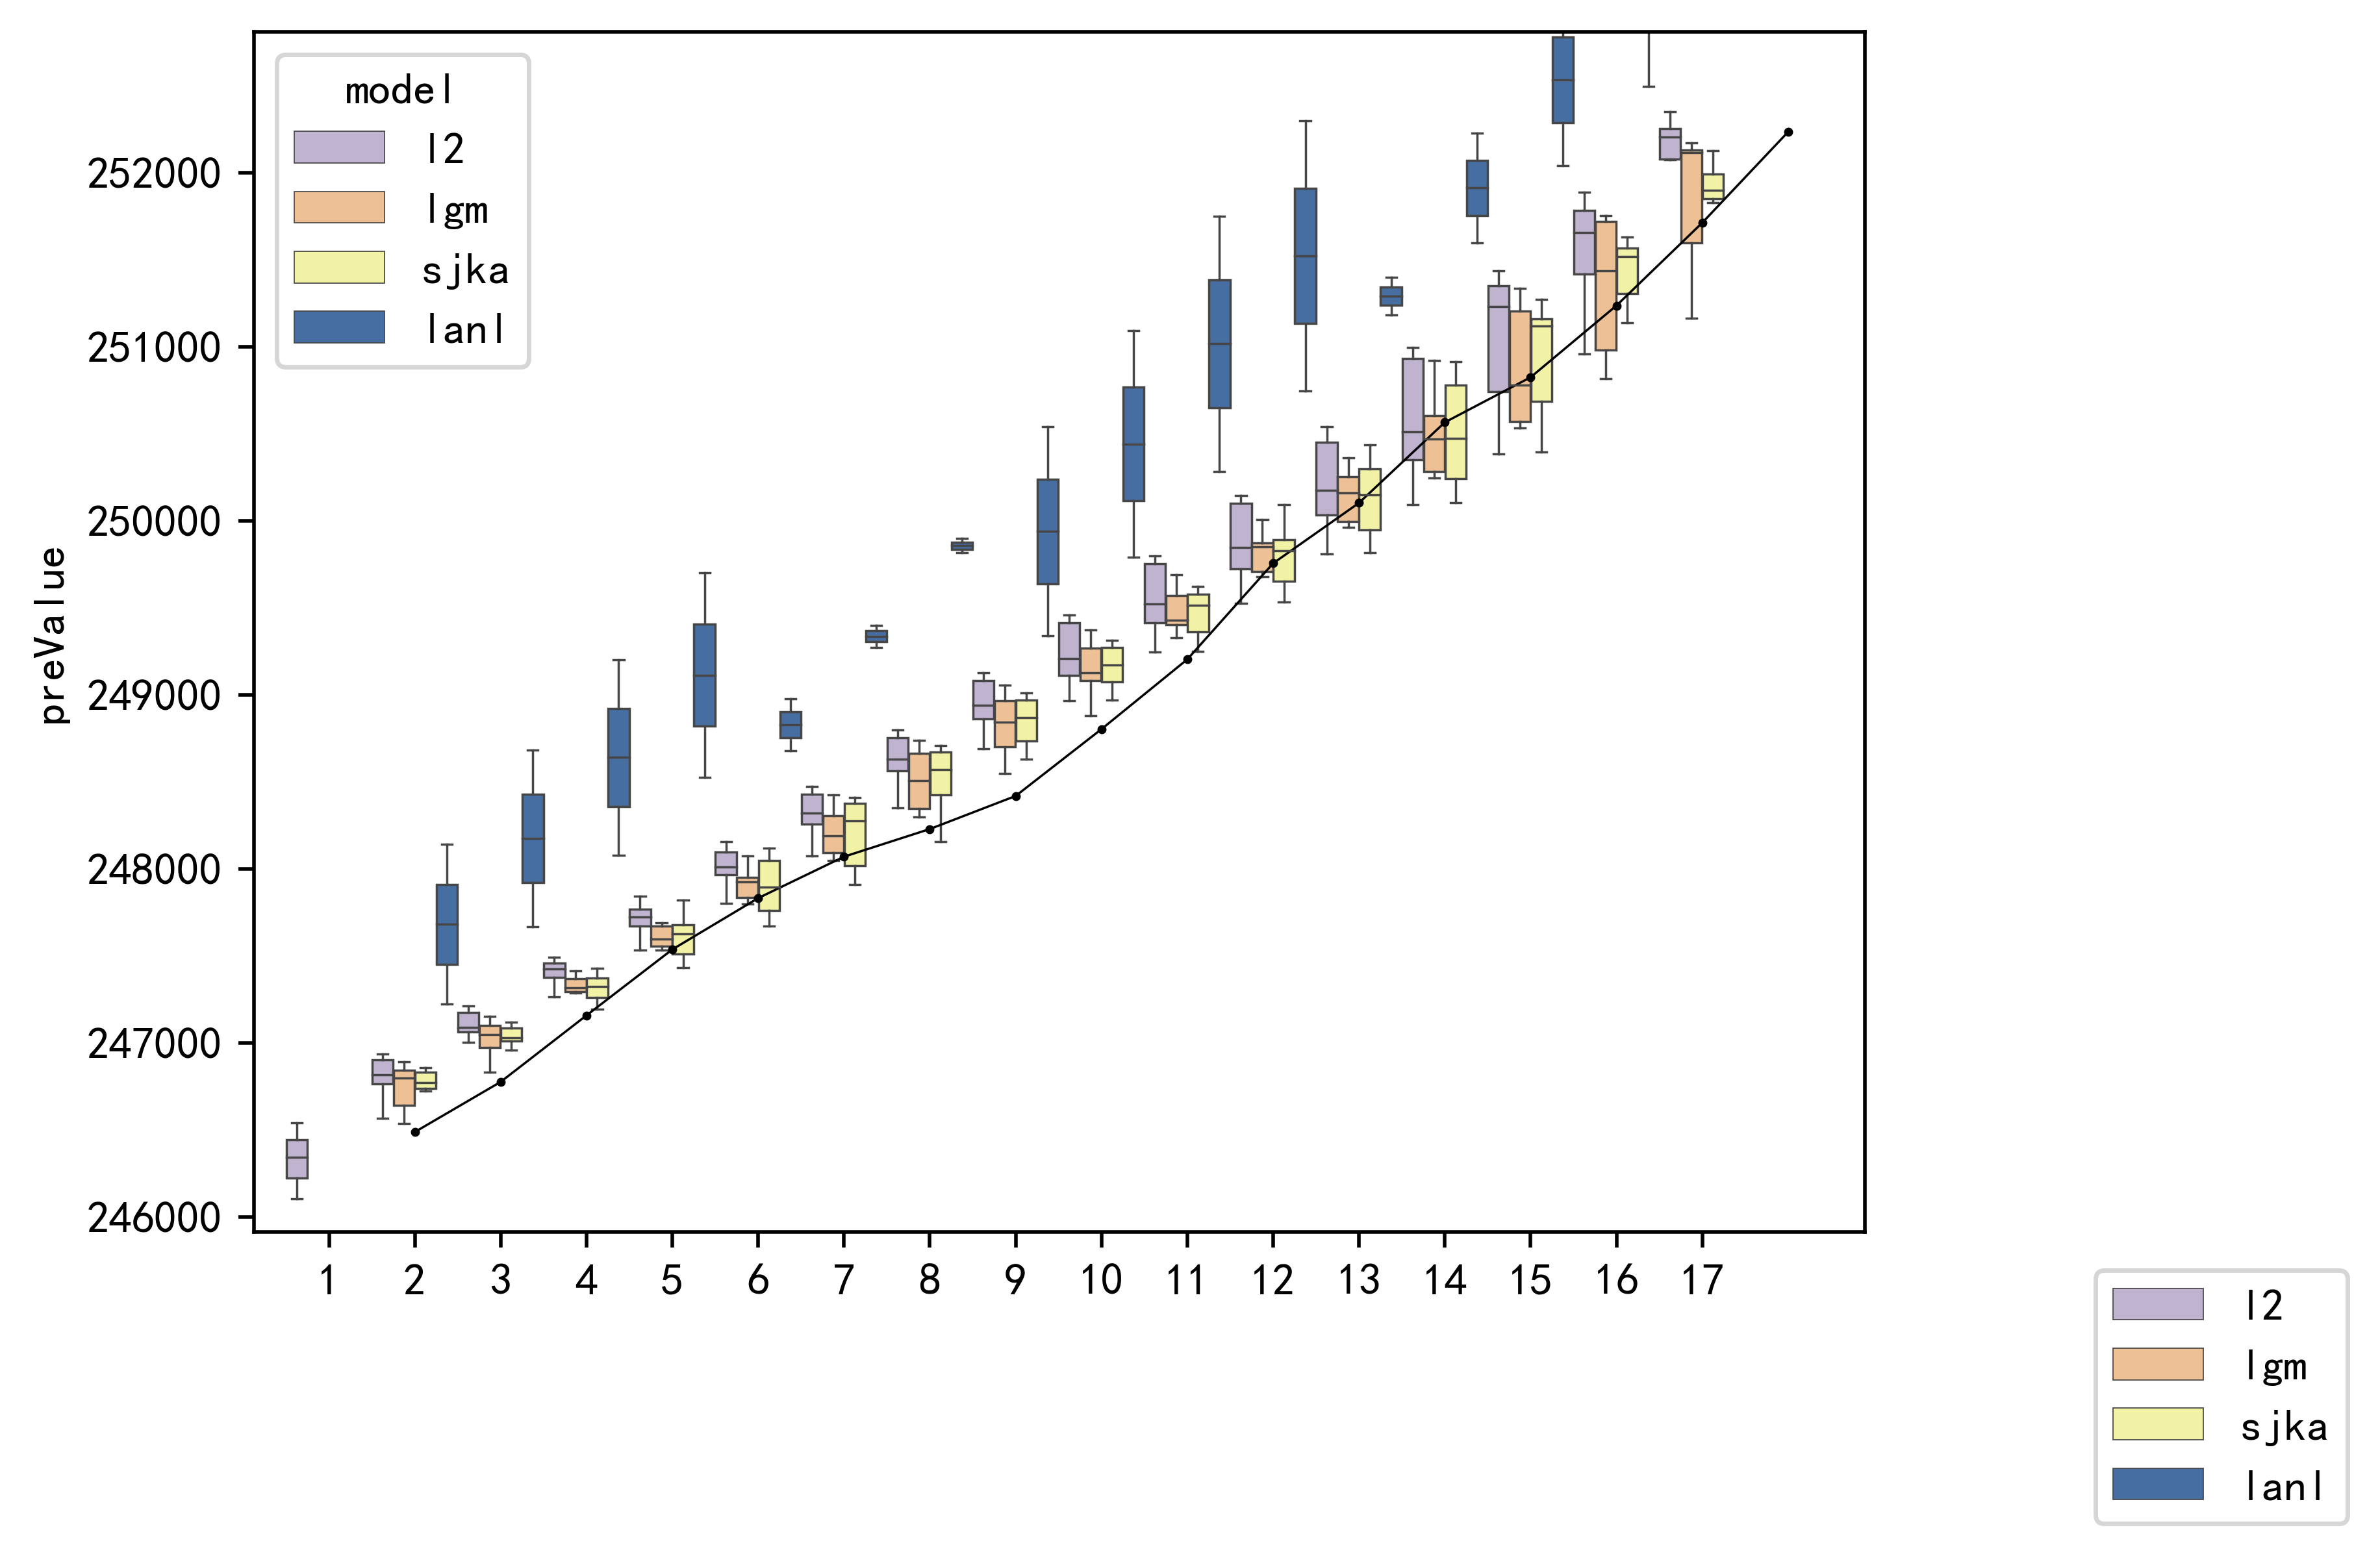 model
l2
lgm
sjka
lanl
preValue
252000
251000
250000
249000
248000
247000
246000
1 2 3 4 5 6 7 8 9 10 11 12 13 14 15 16 17
l2
lgm
sjka
lanl